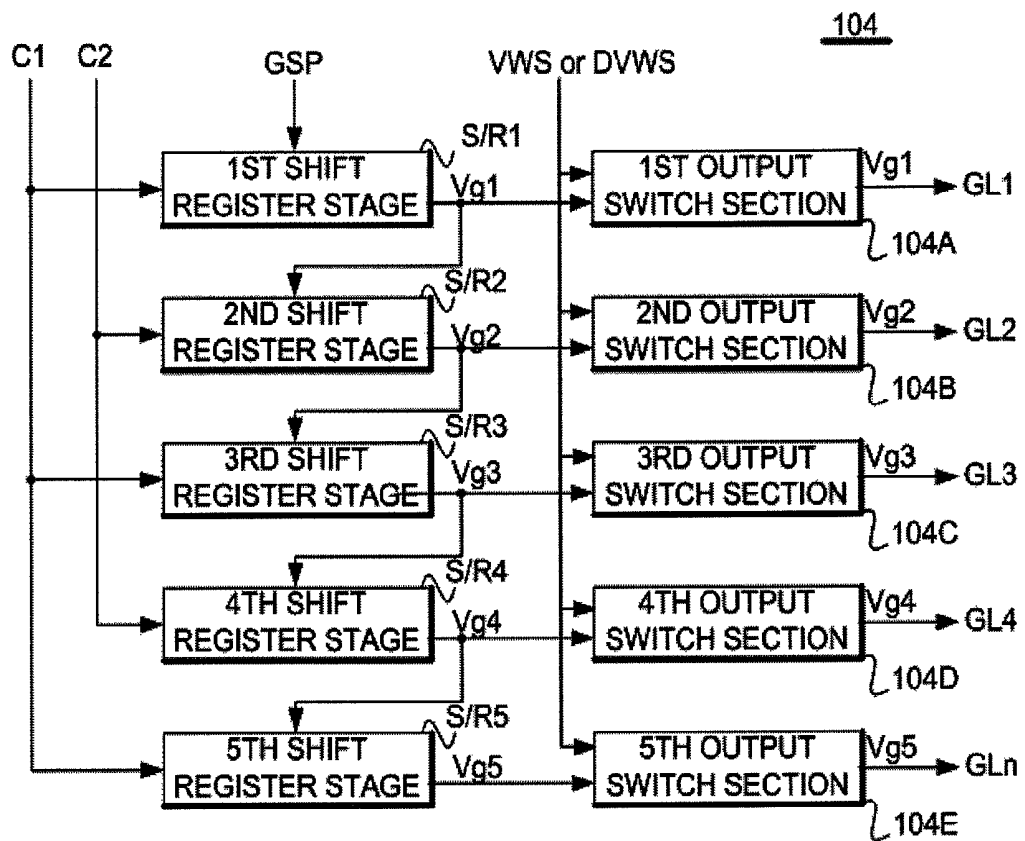 104
C1 C2 GSP VWS or DVWS
S/R1
1ST SHIFT
REGISTER STAGE
Vg1
1ST OUTPUT
SWITCH SECTION
Vg1
GL1
104A
S/R2
2ND SHIFT
REGISTER STAGE
Vg2
2ND OUTPUT
SWITCH SECTION
Vg2
GL2
104B
S/R3
3RD SHIFT
REGISTER STAGE
Vg3
3RD OUTPUT
SWITCH SECTION
Vg3
GL3
104C
S/R4
4TH SHIFT
REGISTER STAGE
Vg4
4TH OUTPUT
SWITCH SECTION
Vg4
GL4
104D
S/R5
5TH SHIFT
REGISTER STAGE
Vg5
5TH OUTPUT
SWITCH SECTION
Vg5
GLn
104E